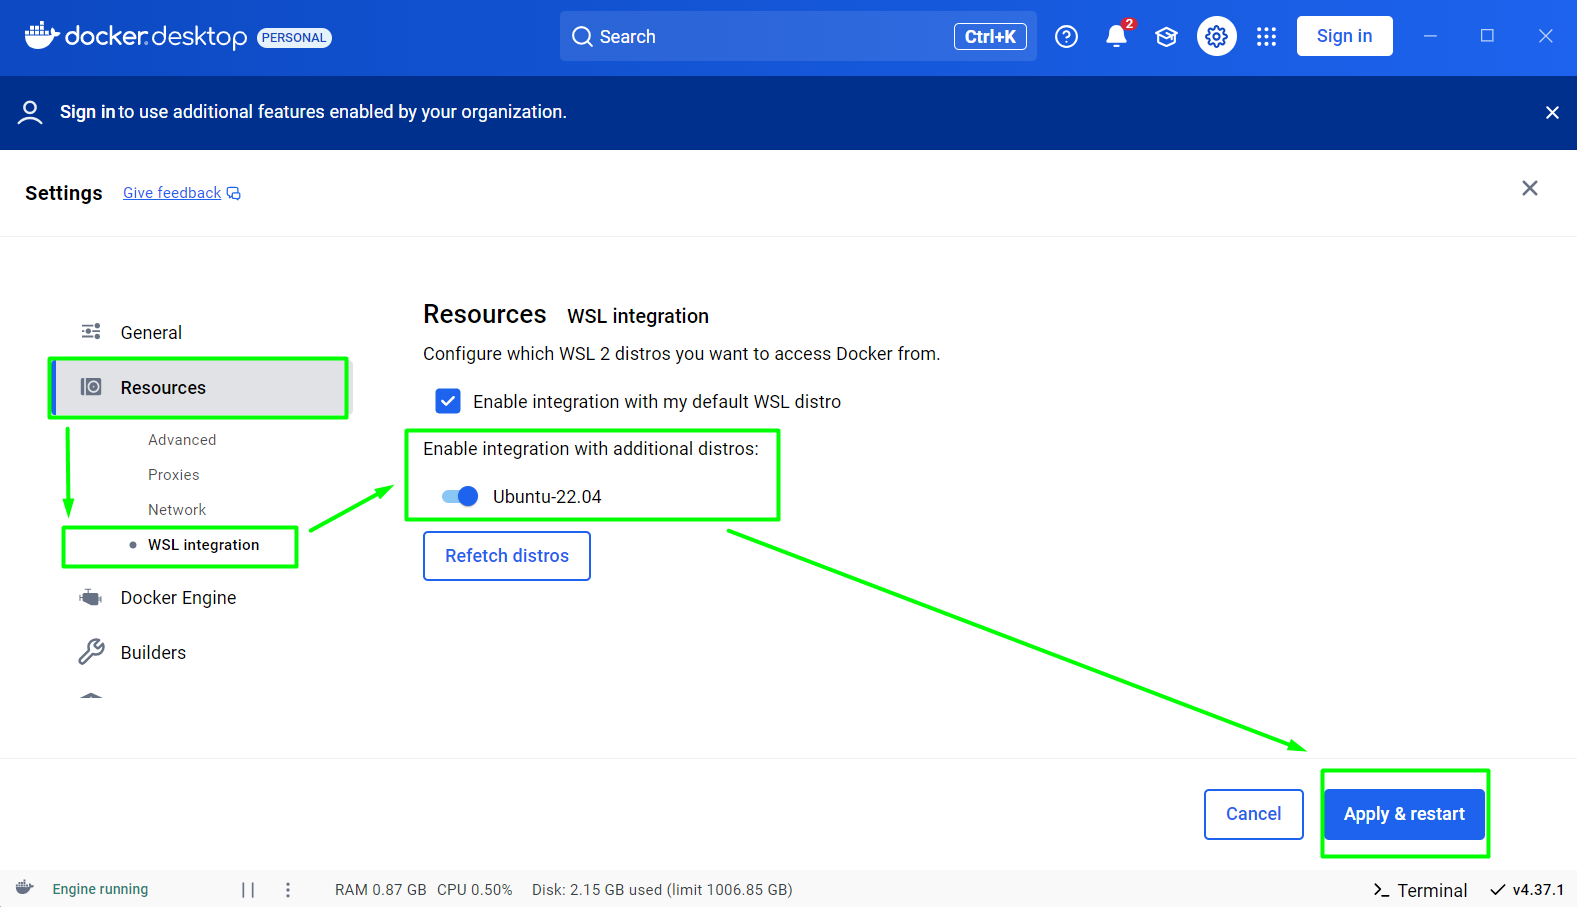 docker.desktop PERSONAL Search Ctrl+K 2 Sign in
Sign in to use additional features enabled by your organization.
Settings Give feedback
Resources WSL integration
Configure which WSL 2 distros you want to access Docker from.
General
Resources
Advanced
Proxies
Network
WSL integration
Docker Engine
Builders
Enable integration with my default WSL distro
Enable integration with additional distros:
Ubuntu-22.04
Refetch distros
Cancel Apply & restart
Engine running RAM 0.87 GB CPU 0.50% Disk: 2.15 GB used (limit 1006.85 GB) Terminal v4.37.1